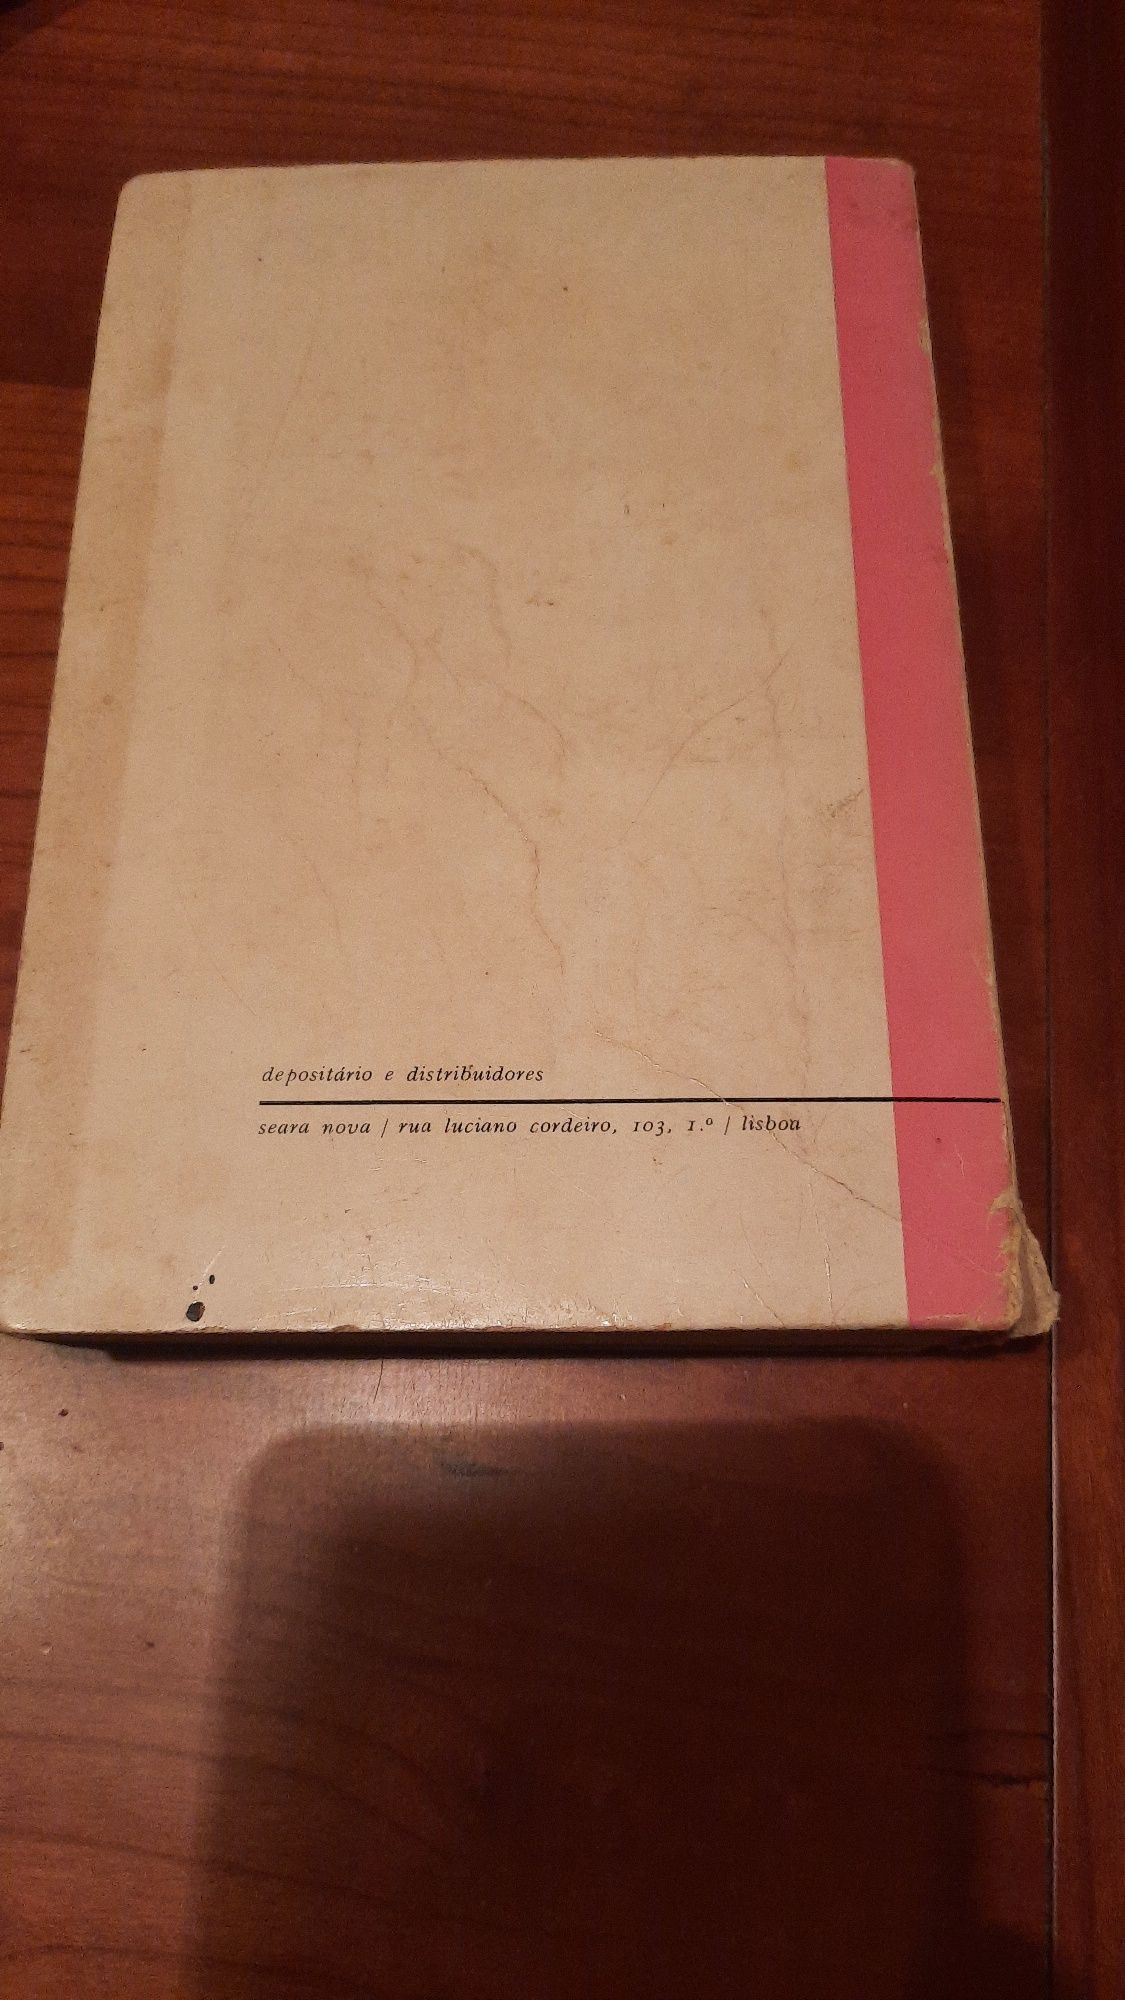 depositário e distribuidores
seara nova / rua luciano cordeiro, 103, 1.º / lisboa